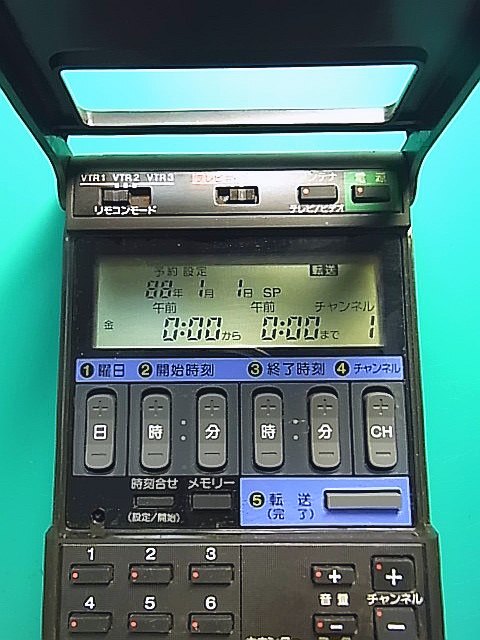 VTR1 VTR2 VTR3
リモコンモード
テレビ/ビデオ
電源
予約 設定 転送
88年 1月 1日 SP
午前 午前 チャンネル
金 0:00から 0:00まで 1
1 曜日 2 開始時刻 3 終了時刻 4 チャンネル
日 時 : 分 時 : 分 CH
時刻合せ メモリー
(設定/開始)
5 転送
(完了)
1 2 3
+ +
音量 チャンネル
4 5 6
− −